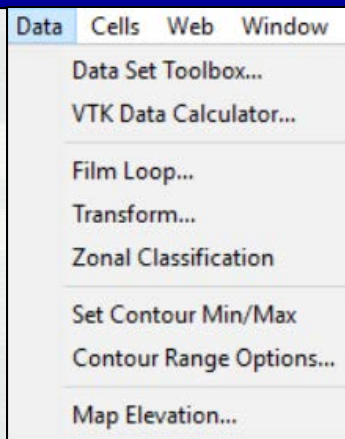 Data Cells Web Window
Data Set Toolbox...
VTK Data Calculator...
Film Loop...
Transform...
Zonal Classification
Set Contour Min/Max
Contour Range Options...
Map Elevation...